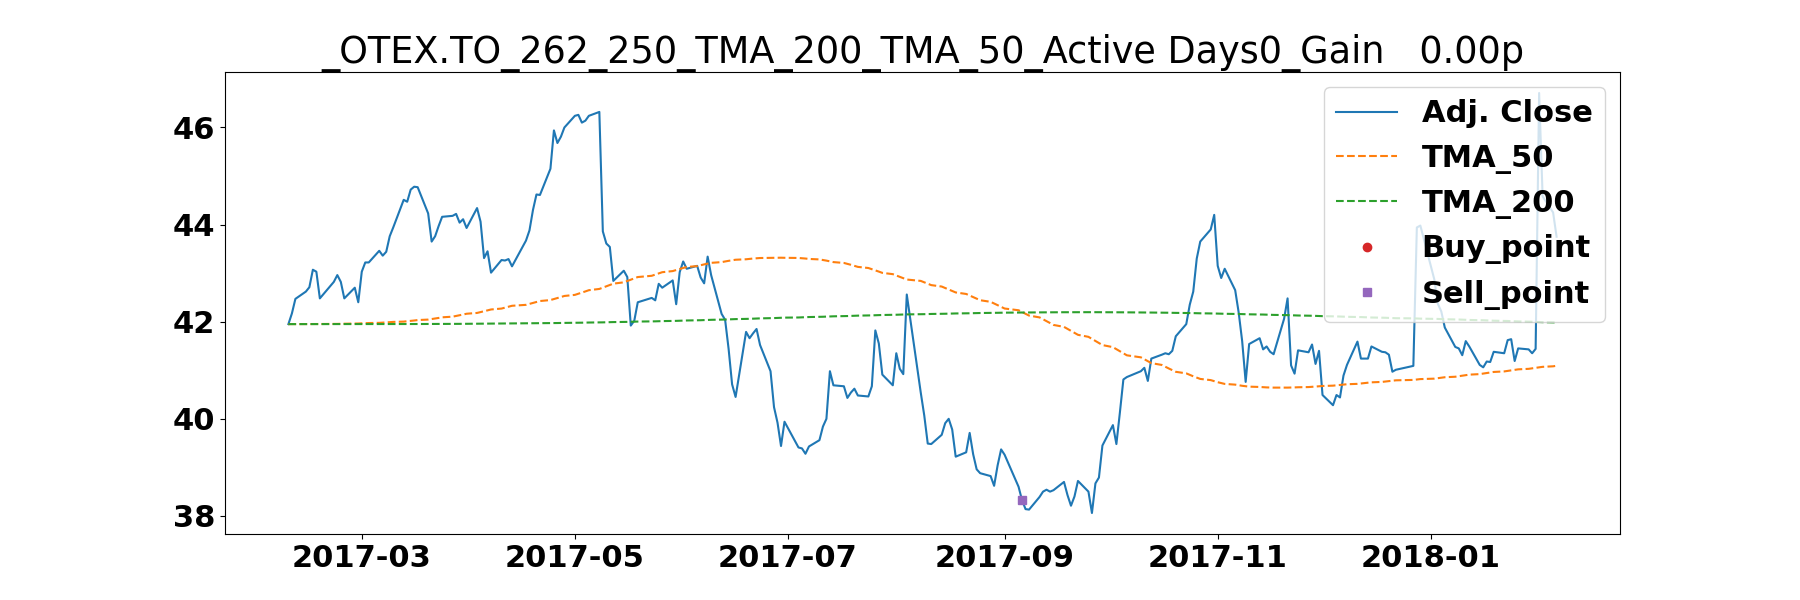 _OTEX.TO_262_250_TMA_200_TMA_50_Active Days0_Gain   0.00p
46
44
42
40
38
Adj. Close
TMA_50
TMA_200
Buy_point
Sell_point
2017-03 2017-05 2017-07 2017-09 2017-11 2018-01